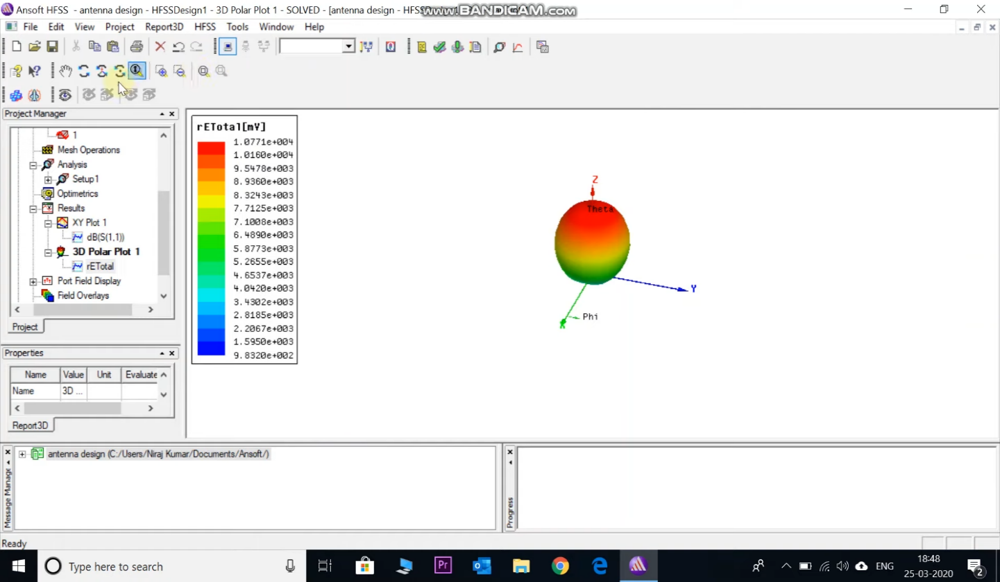 Ansoft HFSS - antenna design - HFSSDesign1 - 3D Polar Plot 1 - SOLVED - [antenna design - HFSS
www.BANDICAM.com
File Edit View Project Report3D HFSS Tools Window Help
Project Manager
1
Mesh Operations
Analysis
Setup1
Optimetrics
Results
XY Plot 1
dB(S(1,1))
3D Polar Plot 1
rETotal
Port Field Display
Field Overlays
Project
Properties
Name Value Unit Evaluate
Name 3D ...
Report3D
rETotal[mV]
1.0771e+004
1.0160e+004
9.5478e+003
8.9360e+003
8.3243e+003
7.7125e+003
7.1008e+003
6.4890e+003
5.8773e+003
5.2655e+003
4.6537e+003
4.0420e+003
3.4302e+003
2.8185e+003
2.2067e+003
1.5950e+003
9.8320e+002
Z
Theta
Y
Phi
antenna design (C:/Users/Niraj Kumar/Documents/Ansoft/)
Message Manage
Progress
Ready
Type here to search
Pr
ENG
18:48
25-03-2020
2